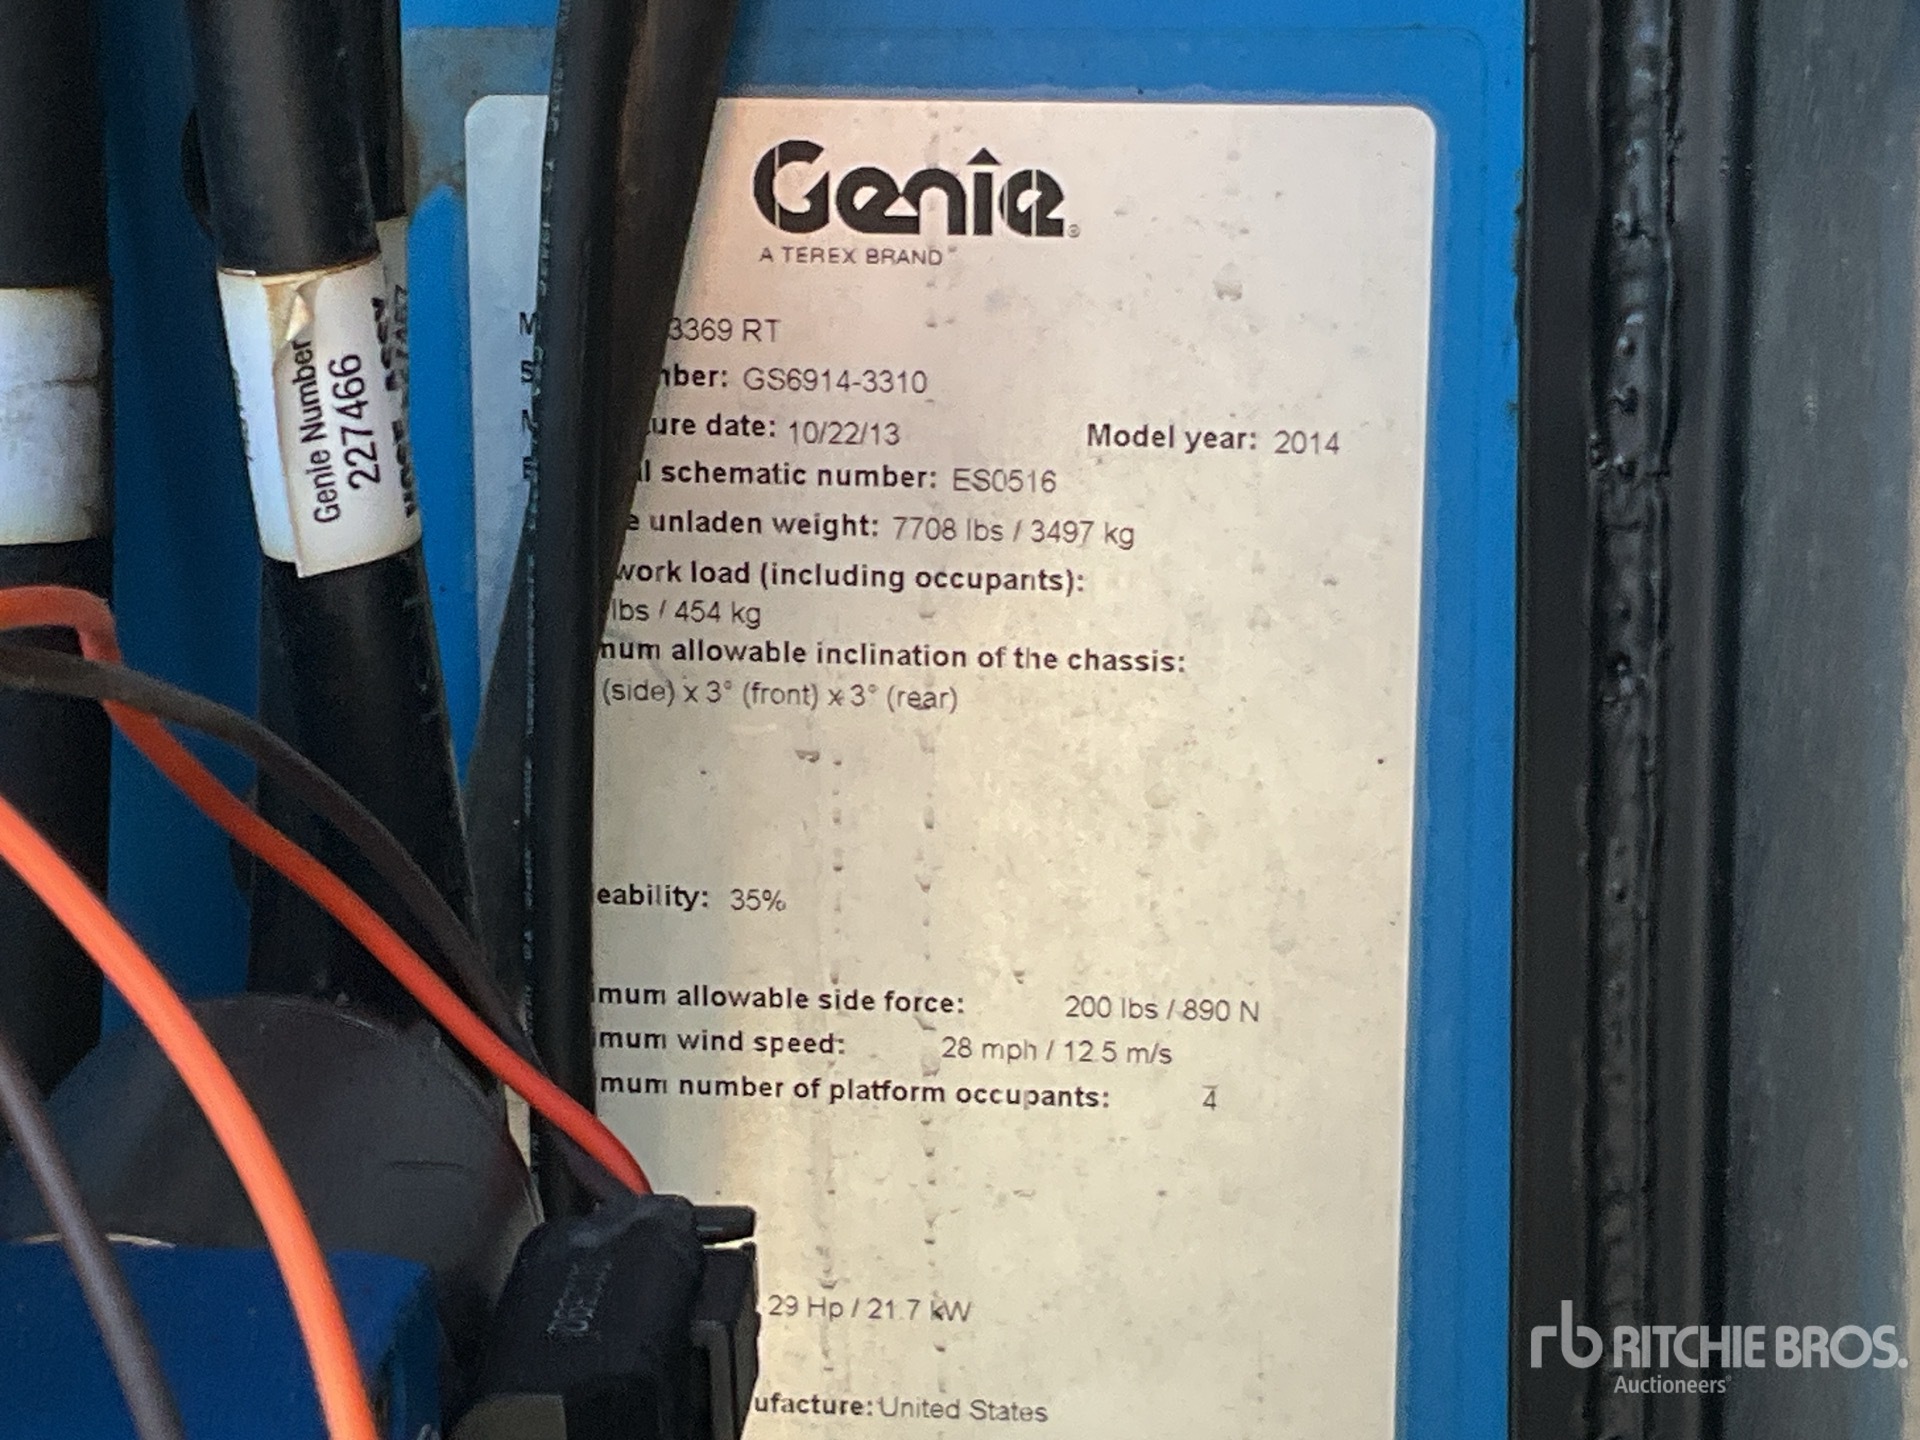 Genie
A TEREX BRAND™
3369 RT
nber: GS6914-3310
ure date: 10/22/13 Model year: 2014
l schematic number: ES0516
e unladen weight: 7708 lbs / 3497 kg
work load (including occupants):
lbs / 454 kg
num allowable inclination of the chassis:
(side) x 3° (front) x 3° (rear)
eability: 35%
mum allowable side force: 200 lbs / 890 N
mum wind speed: 28 mph / 12.5 m/s
mum number of platform occupants: 4
29 Hp / 21.7 kW
ufacture: United States
Genie Number
2227466
rb RITCHIE BROS.
Auctioneers